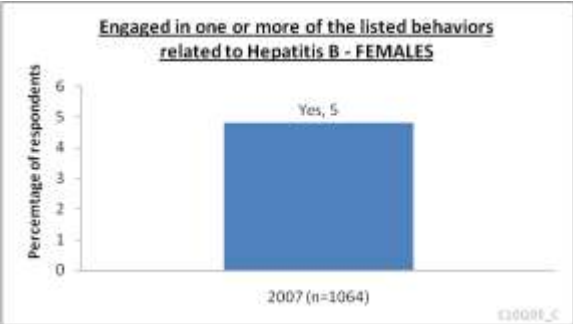 Engaged in one or more of the listed behaviors
related to Hepatitis B - FEMALES
Percemtage of respondents
6
5
4
3
2
1
0
Yes, 5
2007 (n=1064)